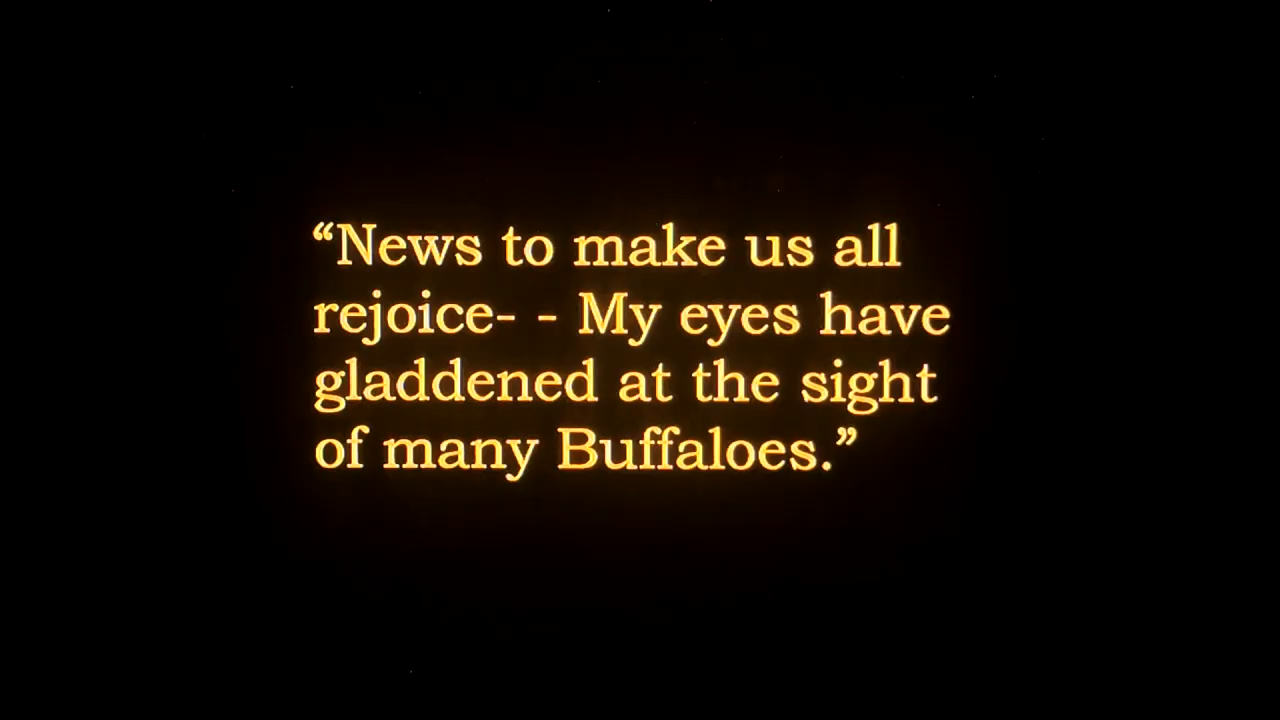 “News to make us all
rejoice- - My eyes have
gladdened at the sight
of many Buffaloes.”